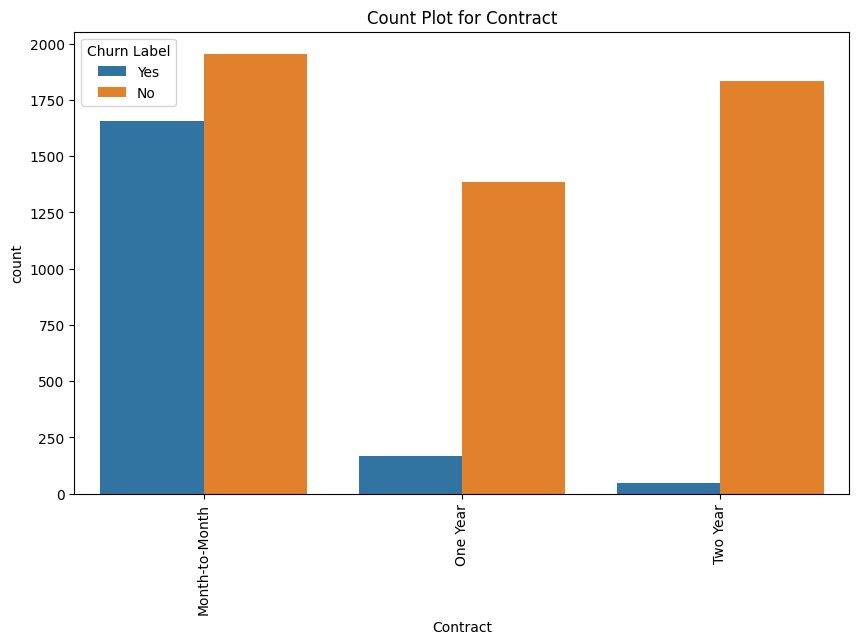 Count Plot for Contract
Churn Label
Yes
No
2000
1750
1500
1250
1000
750
500
250
0
count
Month-to-Month
One Year
Two Year
Contract